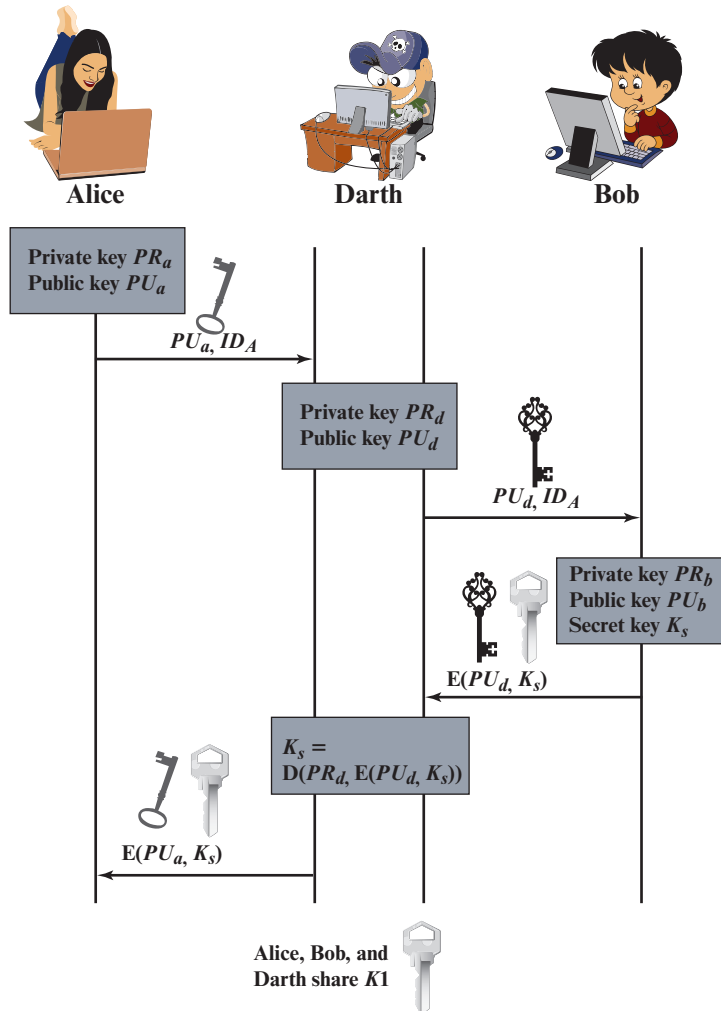 Alice
Darth
Bob
Private key PRa
Public key PUa
PUa, IDA
Private key PRd
Public key PUd
PUd, IDA
Private key PRb
Public key PUb
Secret key Ks
E(PUd, Ks)
Ks =
D(PRd, E(PUd, Ks))
E(PUa, Ks)
Alice, Bob, and
Darth share K1